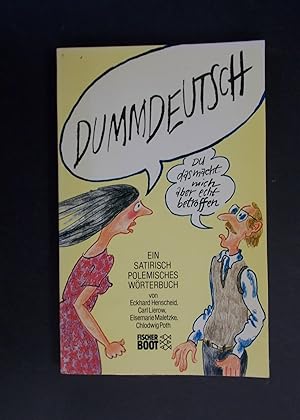 DUMMDEUTSCH
Du
das macht
mich
aber echt
betroffen
EIN
SATIRISCH
POLEMISCHES
WÖRTERBUCH
von
Eckhard Henscheid,
Carl Lierow,
Elsemarie Maletzke,
Chlodwig Poth
FISCHER
BOOT